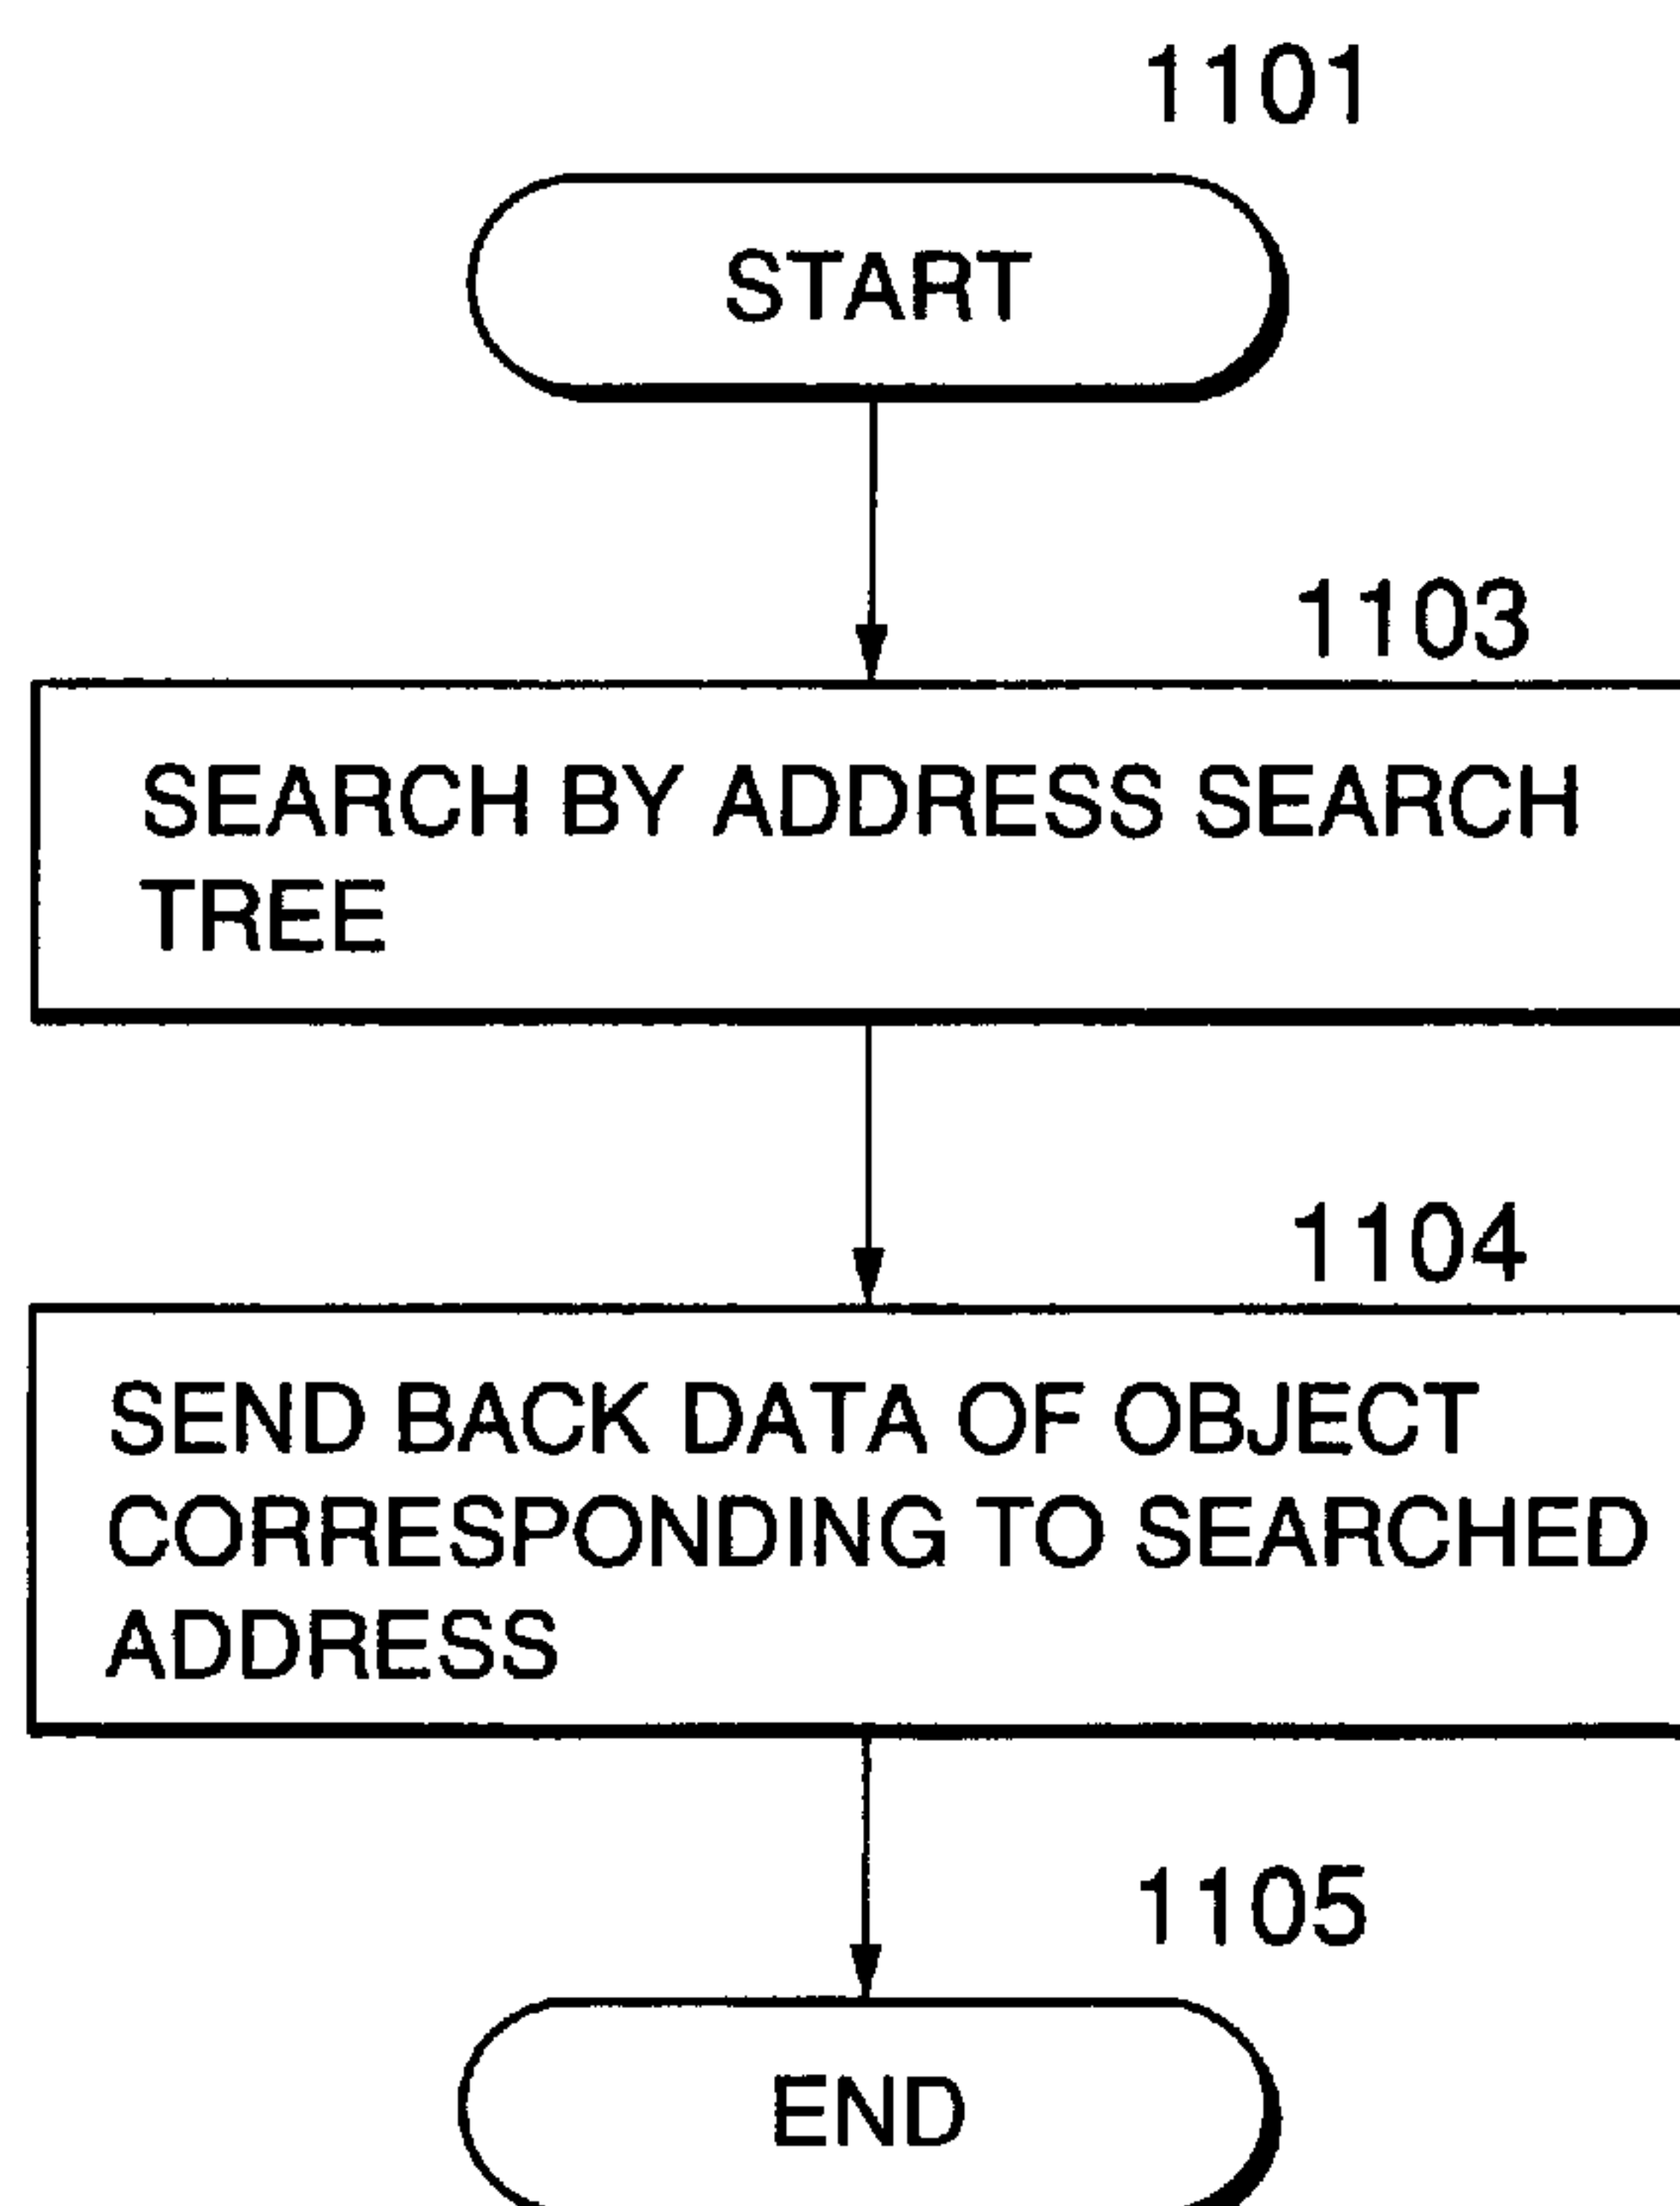 1101
START
1103
SEARCH BY ADDRESS SEARCH
TREE
1104
SEND BACK DATA OF OBJECT
CORRESPONDING TO SEARCHED
ADDRESS
1105
END